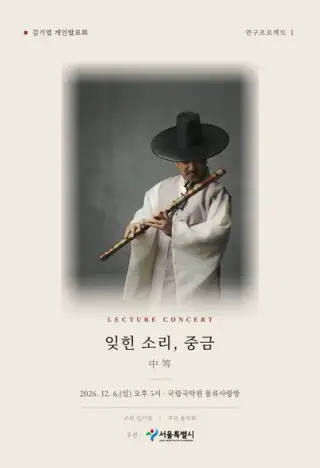 김기엽 개인발표회
연구프로젝트 1
LECTURE CONCERT
잊힌 소리, 중금
中笒
2026. 12. 6.(일) 오후 5시 · 국립국악원 풍류사랑방
후원 서울특별시